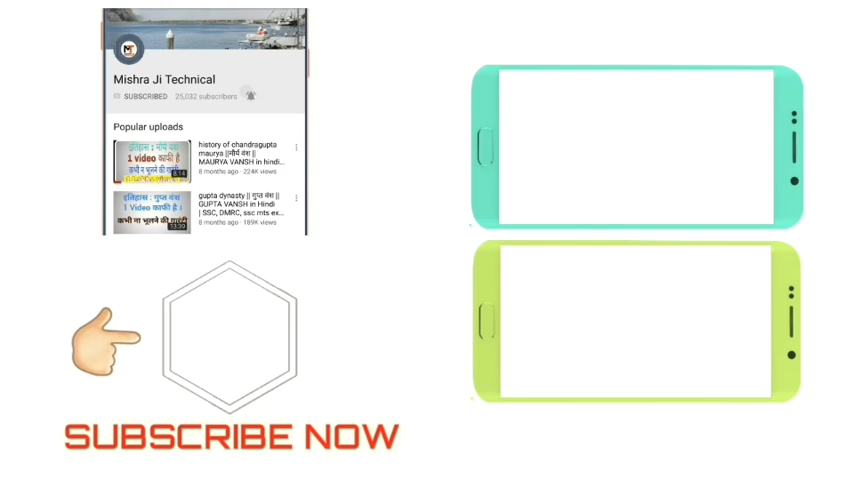 Mishra Ji Technical
SUBSCRIBED 25,032 subscribers
Popular uploads
इतिहास : मौर्य वंश
1 video काफी है
कभी न भूलने की गारंटी
8:14
history of chandragupta
maurya ||मौर्य वंश ||
MAURYA VANSH in hindi...
8 months ago · 224K views
इतिहास : गुप्त वंश
1 Video काफी है ।
कभी ना भूलने की गारंटी
13:39
gupta dynasty || गुप्त वंश ||
GUPTA VANSH in Hindi
| SSC, DMRC, ssc mts ex...
8 months ago · 189K views
SUBSCRIBE NOW